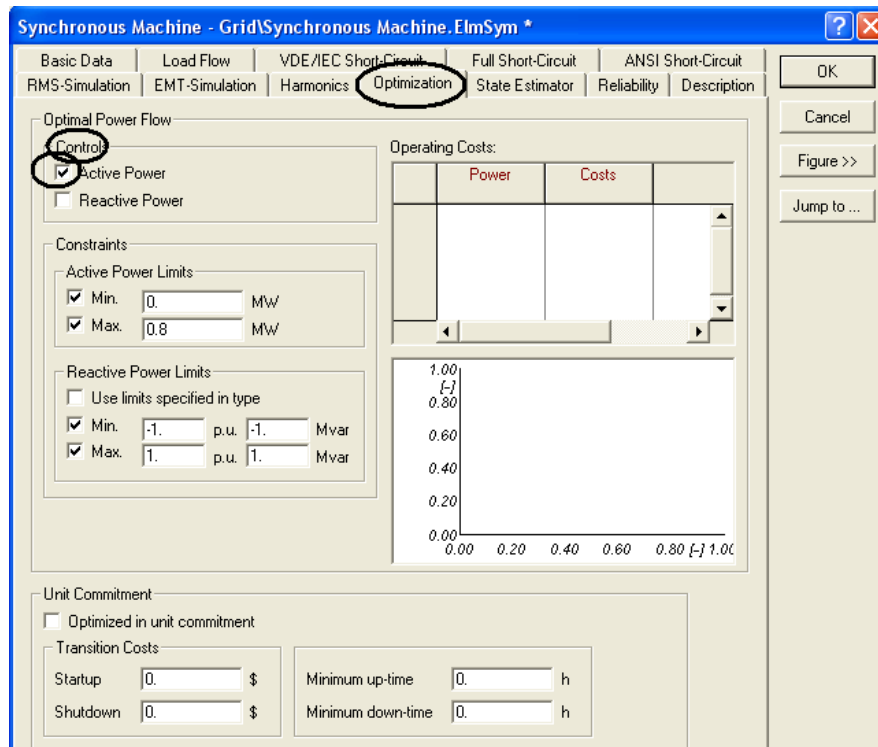 Synchronous Machine - Grid\Synchronous Machine.ElmSym *
Basic Data Load Flow VDE/IEC Short-Circuit Full Short-Circuit ANSI Short-Circuit
RMS-Simulation EMT-Simulation Harmonics Optimization State Estimator Reliability Description
OK
Cancel
Figure >>
Jump to ...
Optimal Power Flow
Controls
Active Power
Reactive Power
Operating Costs:
Power Costs
Constraints
Active Power Limits
Min. 0. MW
Max. 0.8 MW
Reactive Power Limits
Use limits specified in type
Min. -1. p.u. -1. Mvar
Max. 1. p.u. 1. Mvar
1.00
[-]
0.80
0.60
0.40
0.20
0.00
0.00 0.20 0.40 0.60 0.80 [-] 1.00
Unit Commitment
Optimized in unit commitment
Transition Costs
Startup 0. $
Shutdown 0. $
Minimum up-time 0. h
Minimum down-time 0. h